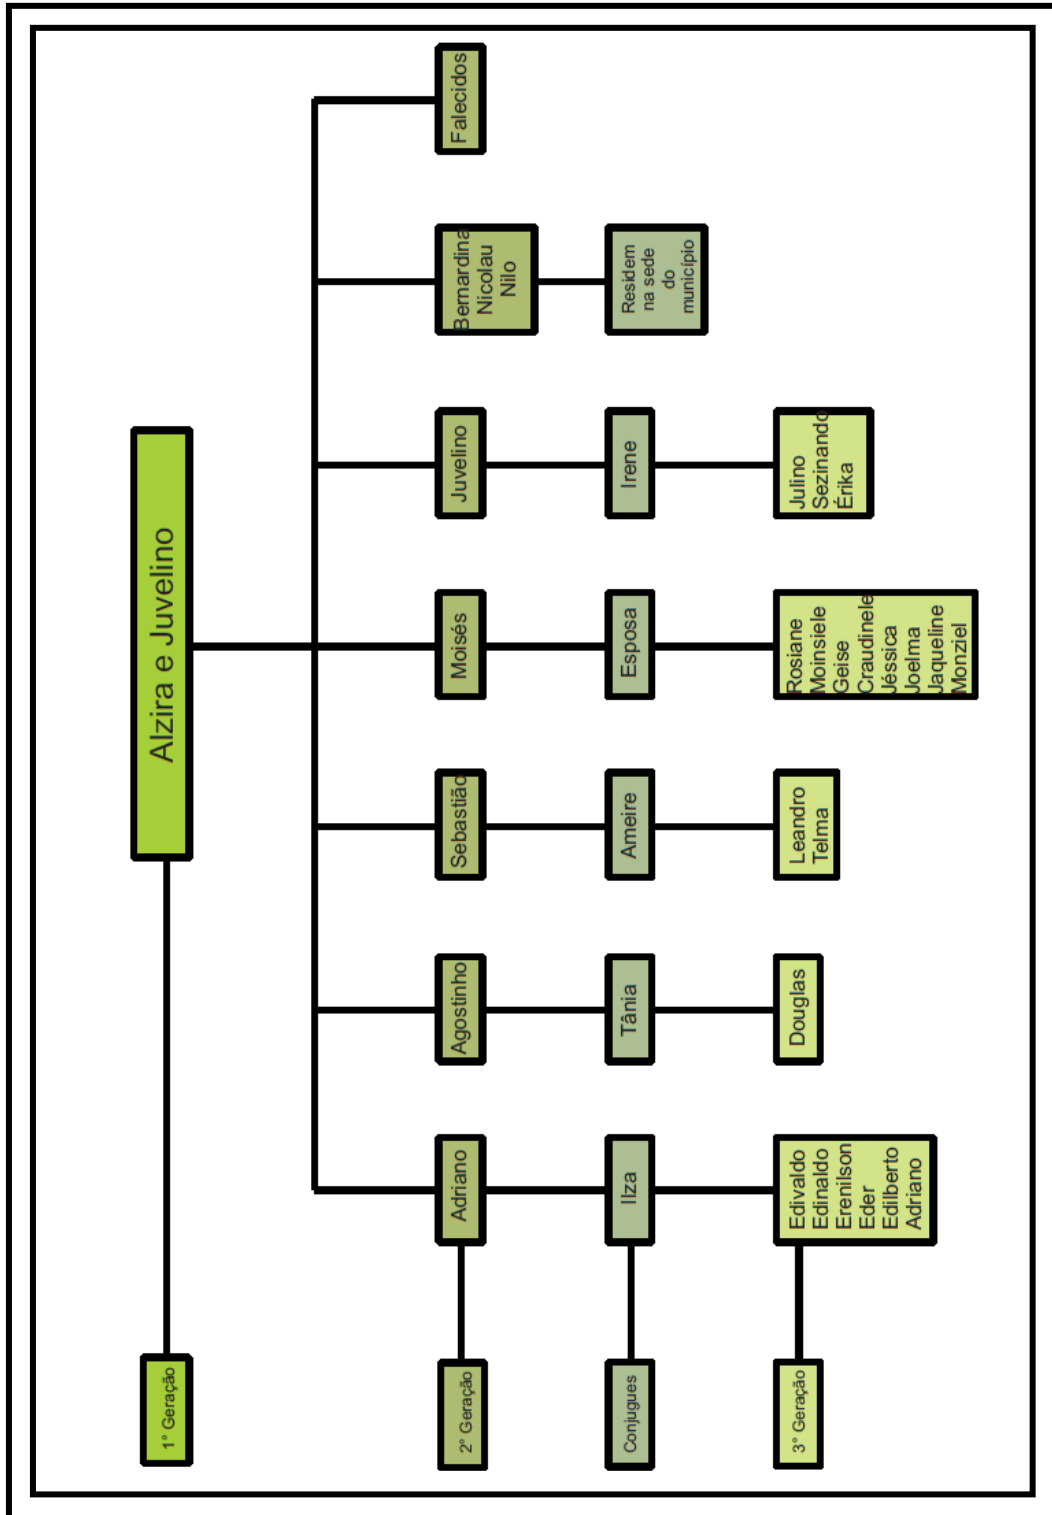 1° Geração
Alzira e Juvelino
2° Geração
Adriano
Agostinho
Sebastião
Moisés
Juvelino
Bernardina
Nicolau
Nilo
Falecidos
Conjugues
Ilza
Tânia
Ameire
Esposa
Irene
Residem
na sede
do
município
3° Geração
Edivaldo
Edinaldo
Erenilson
Eder
Edilberto
Adriano
Douglas
Leandro
Telma
Rosiane
Moinsiele
Geise
Craudinele
Jéssica
Joelma
Jaqueline
Monziel
Julino
Sezinando
Érika